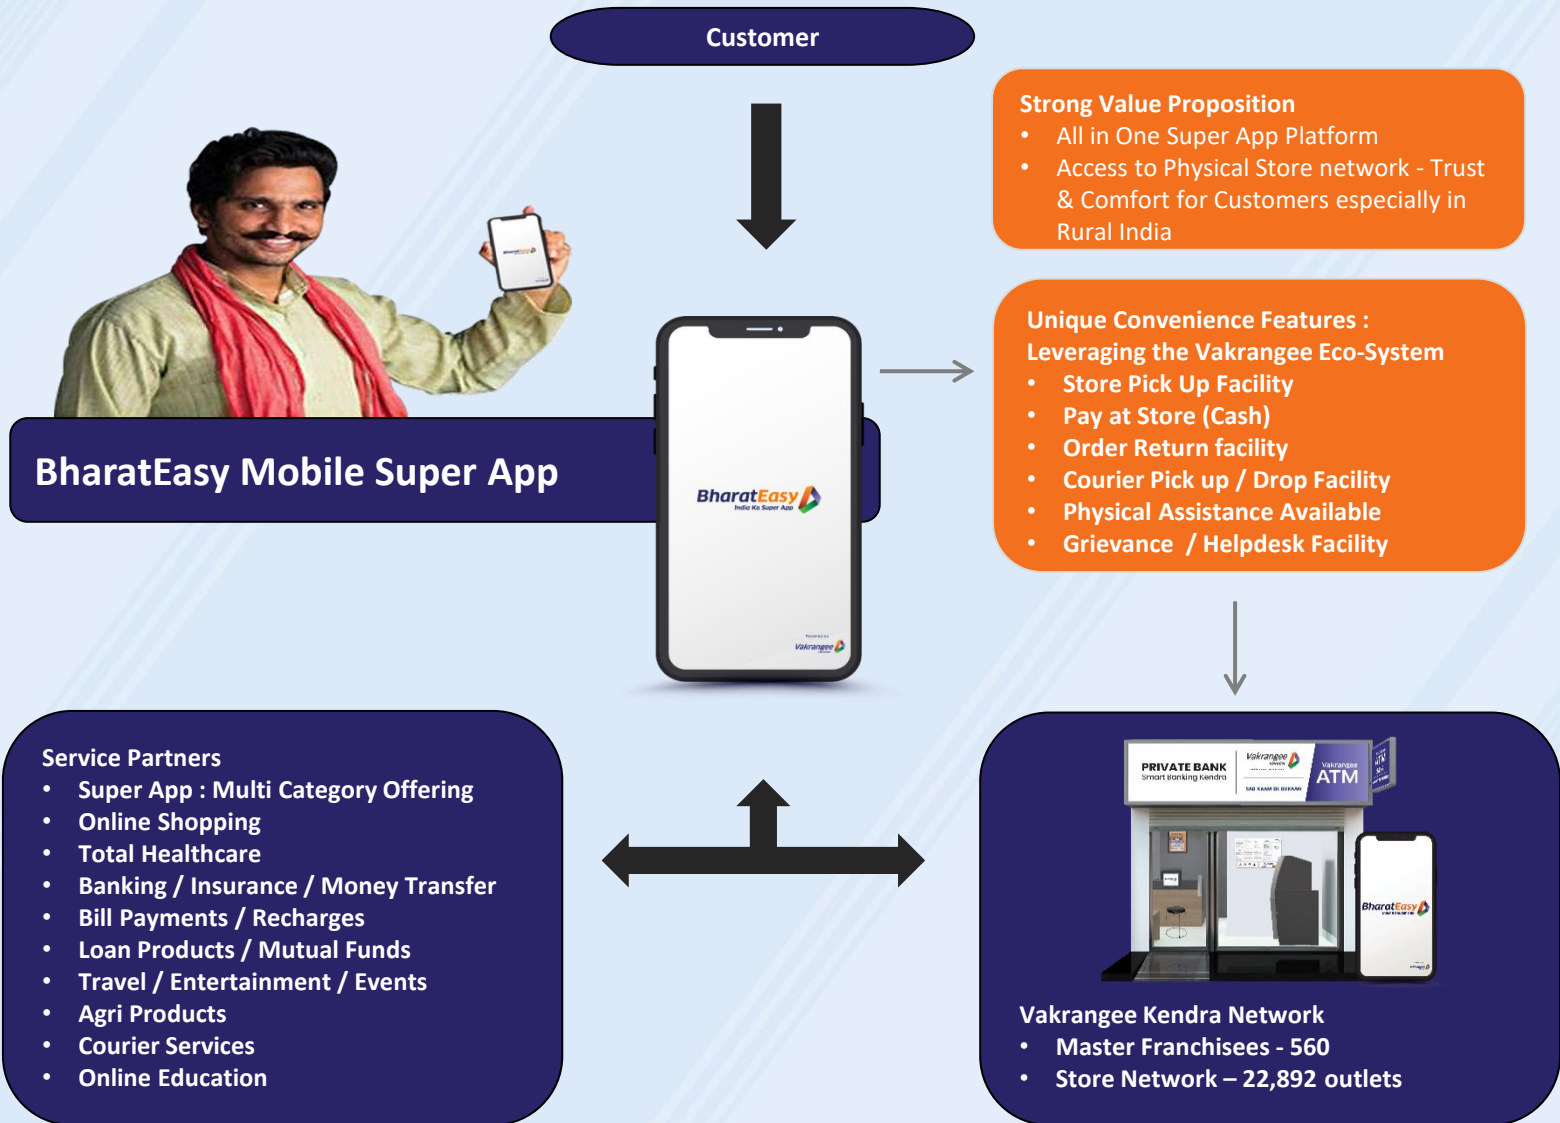 Customer
Strong Value Proposition
• All in One Super App Platform
• Access to Physical Store network - Trust
& Comfort for Customers especially in
Rural India
BharatEasy
Unique Convenience Features :
Leveraging the Vakrangee Eco-System
• Store Pick Up Facility
• Pay at Store (Cash)
• Order Return facility
• Courier Pick up / Drop Facility
• Physical Assistance Available
• Grievance / Helpdesk Facility
BharatEasy Mobile Super App
BharatEasy
India Ka Super App
Vakrangee
Service Partners
• Super App : Multi Category Offering
• Online Shopping
• Total Healthcare
• Banking / Insurance / Money Transfer
• Bill Payments / Recharges
• Loan Products / Mutual Funds
• Travel / Entertainment / Events
• Agri Products
• Courier Services
• Online Education
PRIVATE BANK
Smart Banking Kendra
Vakrangee
Vakrangee
ATM
BharatEasy
Vakrangee Kendra Network
• Master Franchisees - 560
• Store Network – 22,892 outlets